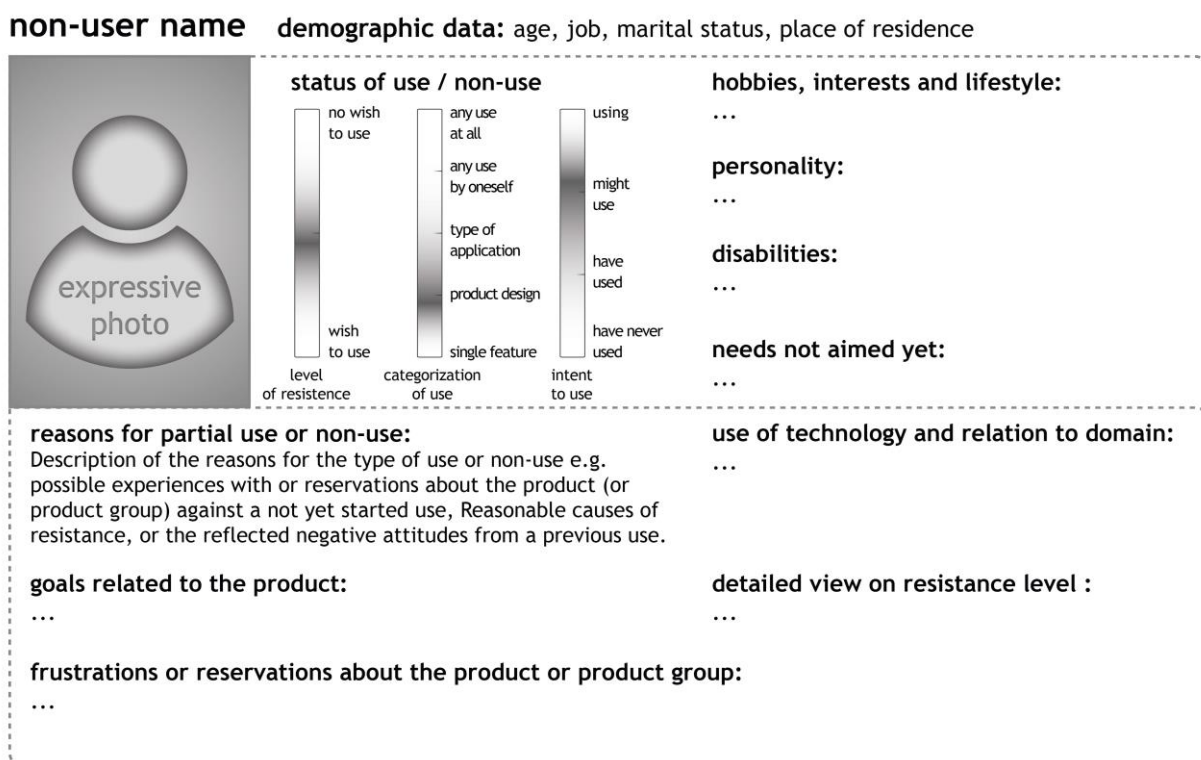 non-user name
demographic data: age, job, marital status, place of residence
expressive
photo
status of use / non-use
no wish
to use
wish
to use
level
of resistence
any use
at all
any use
by oneself
type of
application
product design
single feature
categorization
of use
using
might
use
have
used
have never
used
intent
to use
hobbies, interests and lifestyle:
...
personality:
...
disabilities:
...
needs not aimed yet:
...
reasons for partial use or non-use:
Description of the reasons for the type of use or non-use e.g.
possible experiences with or reservations about the product (or
product group) against a not yet started use, Reasonable causes of
resistance, or the reflected negative attitudes from a previous use.
use of technology and relation to domain:
...
goals related to the product:
...
detailed view on resistance level :
...
frustrations or reservations about the product or product group:
...